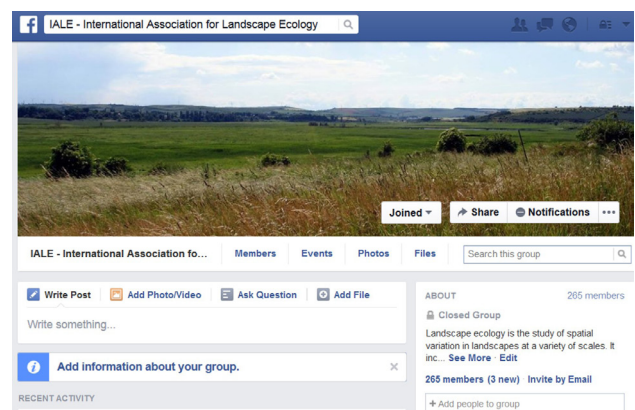 f IALE - International Association for Landscape Ecology
Joined Share Notifications
IALE - International Association fo... Members Events Photos Files Search this group
Write Post Add Photo/Video Ask Question Add File
Write something...
Add information about your group.
RECENT ACTIVITY
ABOUT 265 members
Closed Group
Landscape ecology is the study of spatial
variation in landscapes at a variety of scales. It
inc... See More · Edit
265 members (3 new) Invite by Email
+ Add people to group